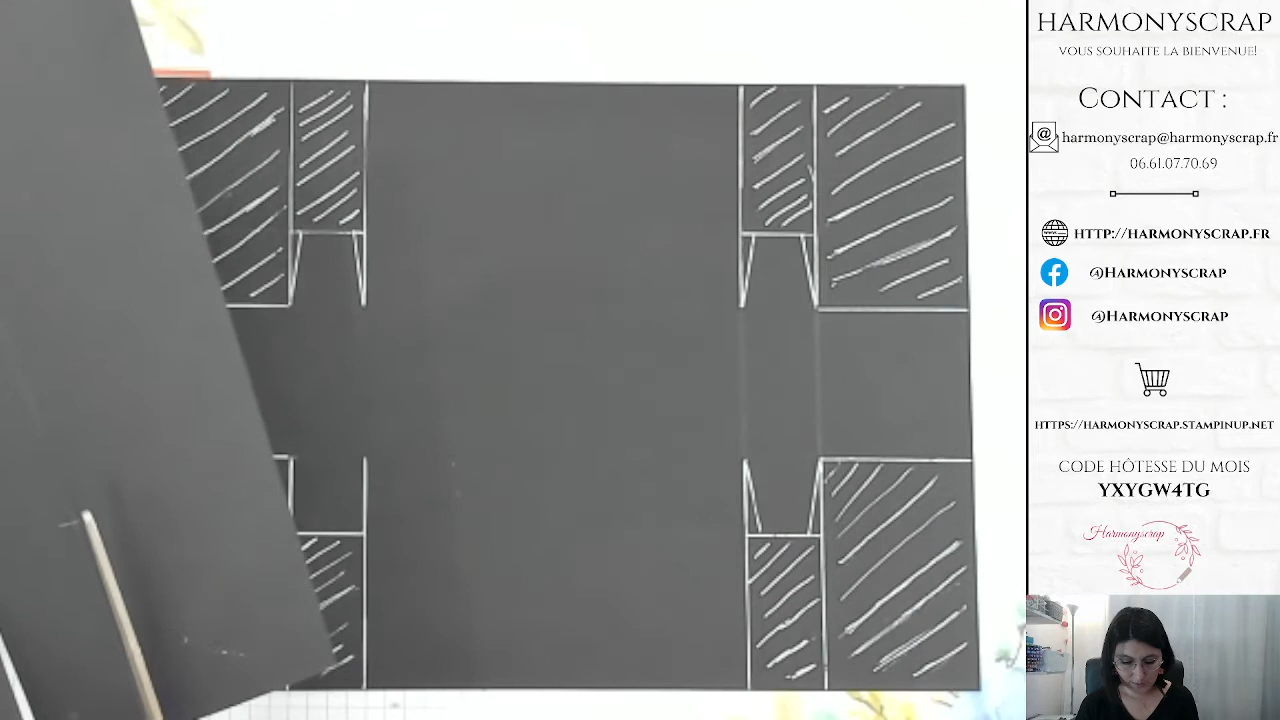 HARMONYSCRAP
VOUS SOUHAITE LA BIENVENUE!
CONTACT :
@
harmonyscrap@harmonyscrap.fr
06.61.07.70.69
HTTP://HARMONYSCRAP.FR
@HARMONYSCRAP
@HARMONYSCRAP
HTTPS://HARMONYSCRAP.STAMPINUP.NET
CODE HÔTESSE DU MOIS
YXYGW4TG
Harmonyscrap